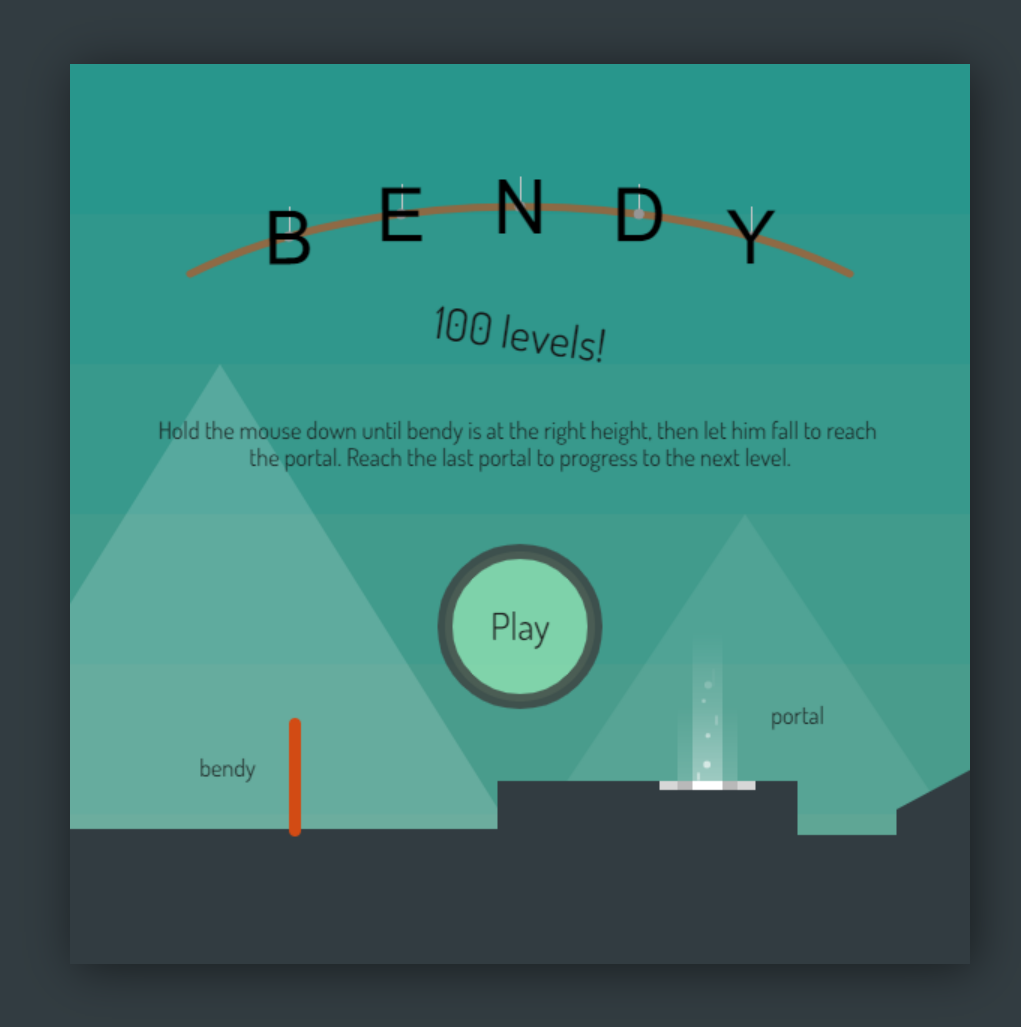 BENDY
100 levels!
Hold the mouse down until bendy is at the right height, then let him fall to reach
the portal. Reach the last portal to progress to the next level.
Play
portal
bendy